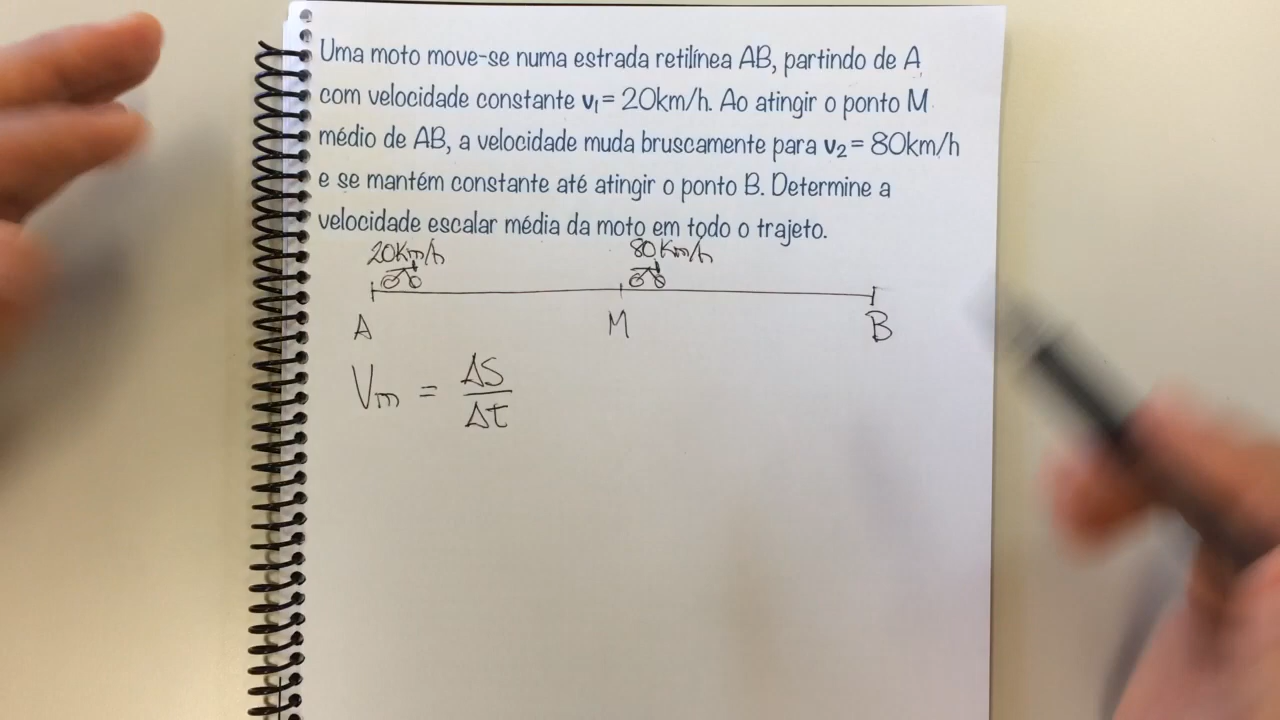 Uma moto move-se numa estrada retilínea AB, partindo de A
com velocidade constante v₁= 20km/h. Ao atingir o ponto M
médio de AB, a velocidade muda bruscamente para v₂= 80km/h
e se mantém constante até atingir o ponto B. Determine a
velocidade escalar média da moto em todo o trajeto.
20km/h 80km/h
A M B
Vm = ΔS/Δt